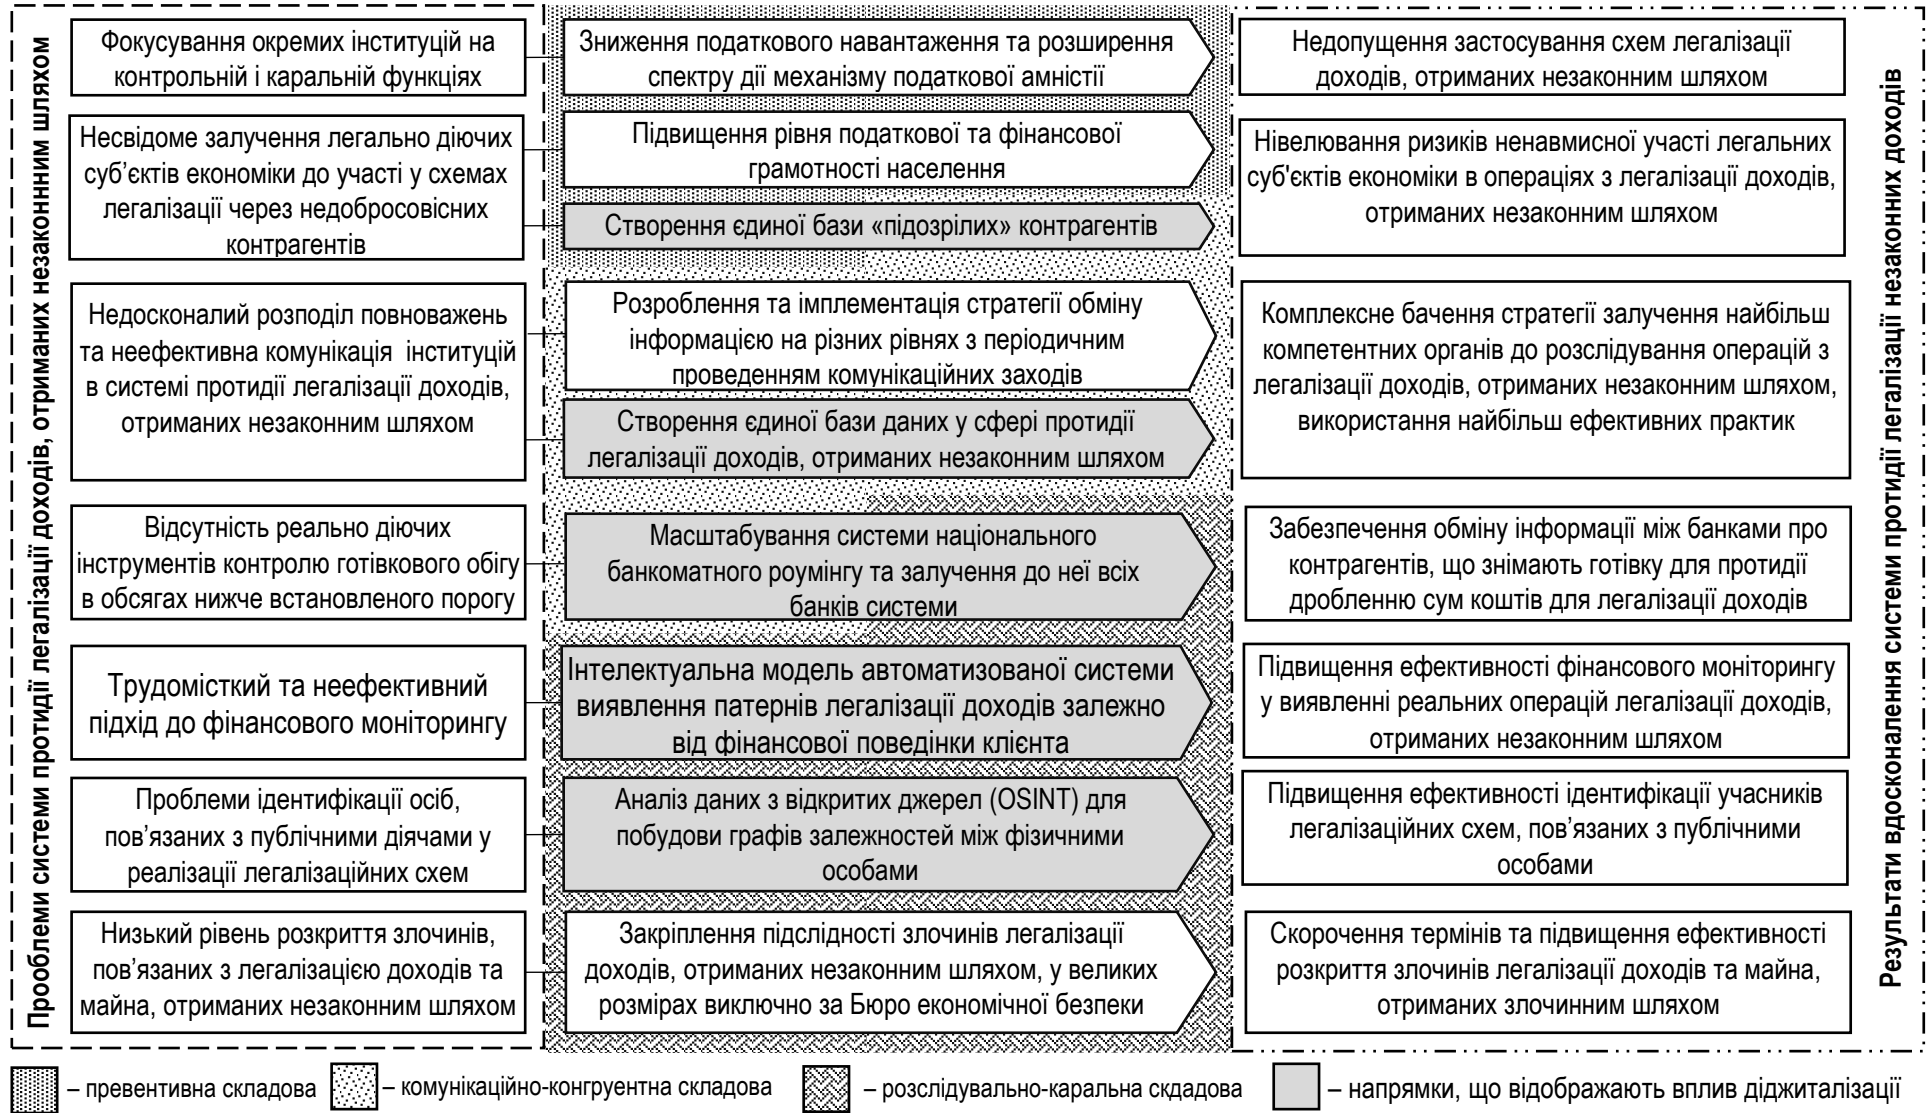 Проблеми системи протидії легалізації доходів, отриманих незаконним шляхом
Фокусування окремих інституцій на
контрольній і каральній функціях
Зниження податкового навантаження та розширення
спектру дії механізму податкової амністії
Недопущення застосування схем легалізації
доходів, отриманих незаконним шляхом
Несвідоме залучення легально діючих
суб’єктів економіки до участі у схемах
легалізації через недобросовісних
контрагентів
Підвищення рівня податкової та фінансової
грамотності населення
Створення єдиної бази «підозрілих» контрагентів
Нівелювання ризиків ненавмисної участі легальних
суб'єктів економіки в операціях з легалізації доходів,
отриманих незаконним шляхом
Недосконалий розподіл повноважень
та неефективна комунікація інституцій
в системі протидії легалізації доходів,
отриманих незаконним шляхом
Розроблення та імплементація стратегії обміну
інформацією на різних рівнях з періодичним
проведенням комунікаційних заходів
Створення єдиної бази даних у сфері протидії
легалізації доходів, отриманих незаконним шляхом
Комплексне бачення стратегії залучення найбільш
компетентних органів до розслідування операцій з
легалізації доходів, отриманих незаконним шляхом,
використання найбільш ефективних практик
Відсутність реально діючих
інструментів контролю готівкового обігу
в обсягах нижче встановленого порогу
Масштабування системи національного
банкоматного роумінгу та залучення до неї всіх
банків системи
Забезпечення обміну інформації між банками про
контрагентів, що знімають готівку для протидії
дробленню сум коштів для легалізації доходів
Трудомісткий та неефективний
підхід до фінансового моніторингу
Інтелектуальна модель автоматизованої системи
виявлення патернів легалізації доходів залежно
від фінансової поведінки клієнта
Підвищення ефективності фінансового моніторингу
у виявленні реальних операцій легалізації доходів,
отриманих незаконним шляхом
Проблеми ідентифікації осіб,
пов’язаних з публічними діячами у
реалізації легалізаційних схем
Аналіз даних з відкритих джерел (OSINT) для
побудови графів залежностей між фізичними
особами
Підвищення ефективності ідентифікації учасників
легалізаційних схем, пов’язаних з публічними
особами
Низький рівень розкриття злочинів,
пов’язаних з легалізацією доходів та
майна, отриманих незаконним шляхом
Закріплення підслідності злочинів легалізації
доходів, отриманих незаконним шляхом, у великих
розмірах виключно за Бюро економічної безпеки
Скорочення термінів та підвищення ефективності
розкриття злочинів легалізації доходів та майна,
отриманих злочинним шляхом
Результати вдосконалення системи протидії легалізації незаконних доходів
– превентивна складова
– комунікаційно-конгруентна складова
– розслідувально-каральна скдадова
– напрямки, що відображають вплив діджиталізації